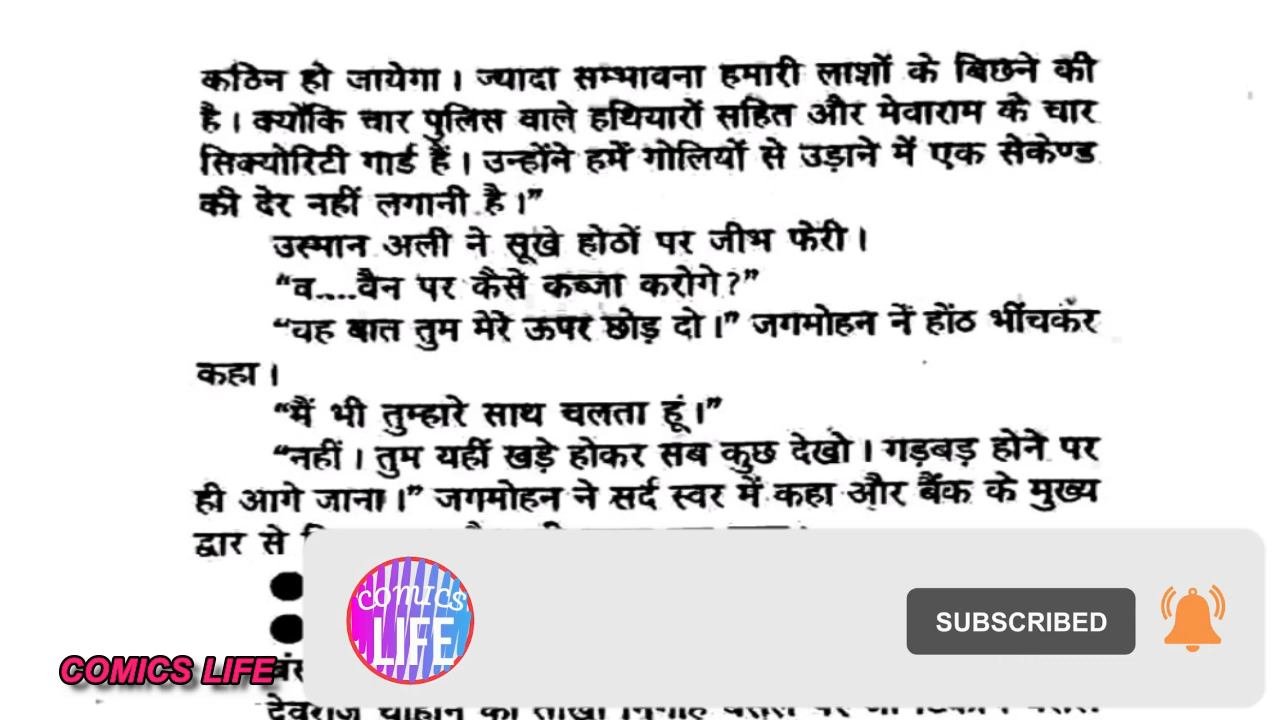 कठिन हो जायेगा। ज्यादा सम्भावना हमारी लाशों के बिछने की
है। क्योंकि चार पुलिस वाले हथियारों सहित और मेवाराम के चार
सिक्योरिटी गार्ड हैं। उन्होंने हमें गोलियों से उड़ाने में एक सेकेण्ड
की देर नहीं लगानी है।”
उस्मान अली ने सूखे होठों पर जीभ फेरी।
“व....वैन पर कैसे कब्जा करोगे?”
“यह बात तुम मेरे ऊपर छोड़ दो।” जगमोहन ने होंठ भींचकर
कहा।
“मैं भी तुम्हारे साथ चलता हूं।”
“नहीं। तुम यहीं खड़े होकर सब कुछ देखो। गड़बड़ होने पर
ही आगे जाना।” जगमोहन ने सर्द स्वर में कहा और बैंक के मुख्य
द्वार से
COMICS LIFE
SUBSCRIBED
COMICS LIFE
देवराज चौहान की